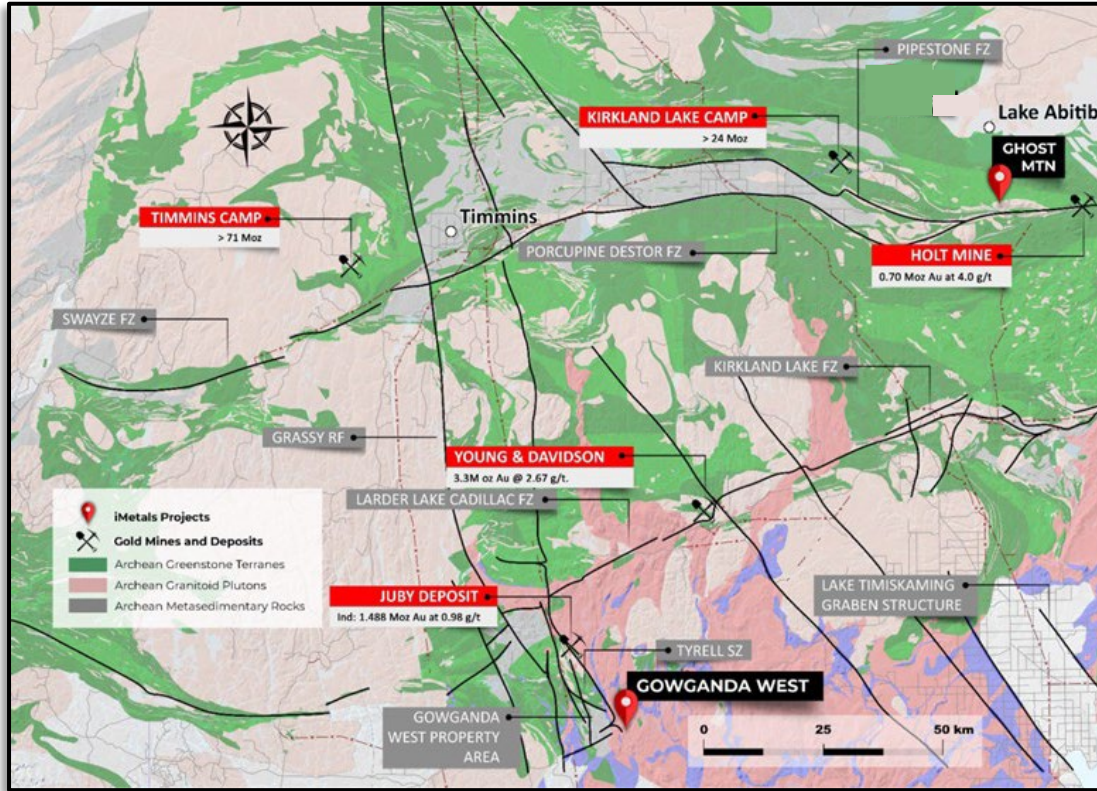 PIPESTONE FZ
KIRKLAND LAKE CAMP
> 24 Moz
Lake Abitib
GHOST
MTN
TIMMINS CAMP
> 71 Moz
Timmins
PORCUPINE DESTOR FZ
HOLT MINE
0.70 Moz Au at 4.0 g/t
SWAYZE FZ
KIRKLAND LAKE FZ
GRASSY RF
YOUNG & DAVIDSON
3.3M oz Au @ 2.67 g/t.
LARDER LAKE CADILLAC FZ
iMetals Projects
Gold Mines and Deposits
Archean Greenstone Terranes
Archean Granitoid Plutons
Archean Metasedimentary Rocks
JUBY DEPOSIT
Ind: 1.488 Moz Au at 0.98 g/t
LAKE TIMISKAMING
GRABEN STRUCTURE
TYRELL SZ
GOWGANDA WEST
GOWGANDA
WEST PROPERTY
AREA
0 25 50 km